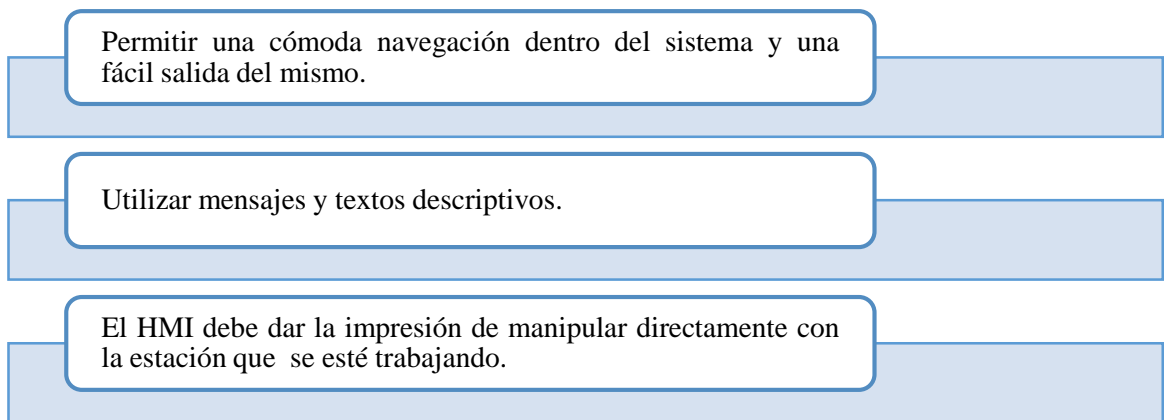 Permitir una cómoda navegación dentro del sistema y una
fácil salida del mismo.
Utilizar mensajes y textos descriptivos.
El HMI debe dar la impresión de manipular directamente con
la estación que se esté trabajando.